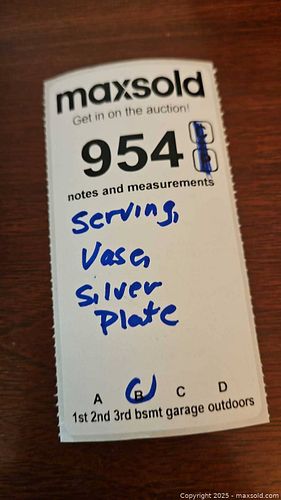 maxsold
Get in on the auction!
954
notes and measurements
Serving,
Vase,
Silver
Plate
A B C D
1st 2nd 3rd bsmt garage outdoors
Copyright 2025 - maxsold.com